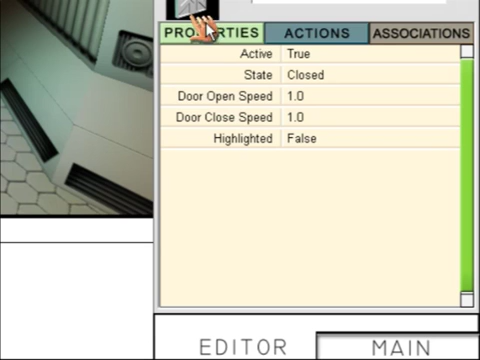 PROPERTIES ACTIONS ASSOCIATIONS
Active True
State Closed
Door Open Speed 1.0
Door Close Speed 1.0
Highlighted False
EDITOR MAIN